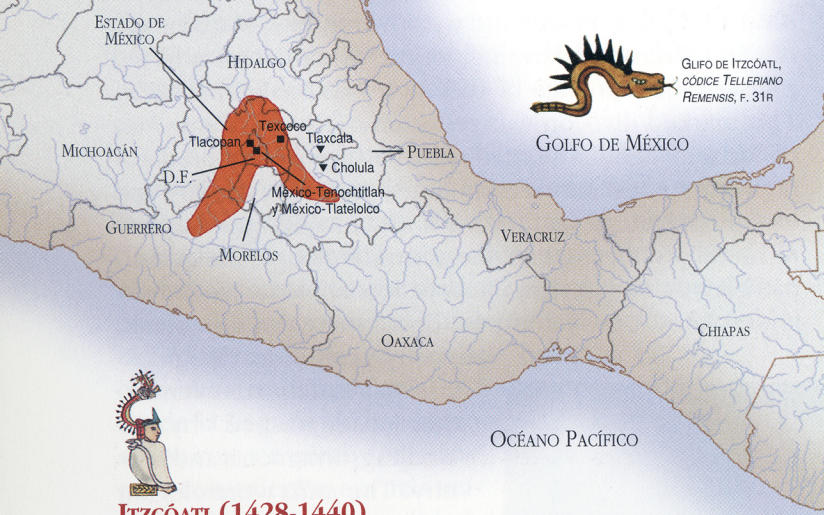 ESTADO DE
MÉXICO
HIDALGO
GLIFO DE ITZCÓATL,
CÓDICE TELLERIANO
REMENSIS, F. 31R
GOLFO DE MÉXICO
Texcoco
Tlacopan
Tlaxcala
MICHOACÁN
PUEBLA
Cholula
D.F.
México-Tenochtitlan
y México-Tlatelolco
GUERRERO
MORELOS
VERACRUZ
OAXACA
CHIAPAS
OCÉANO PACÍFICO
ITZCÓATL (1428-1440)